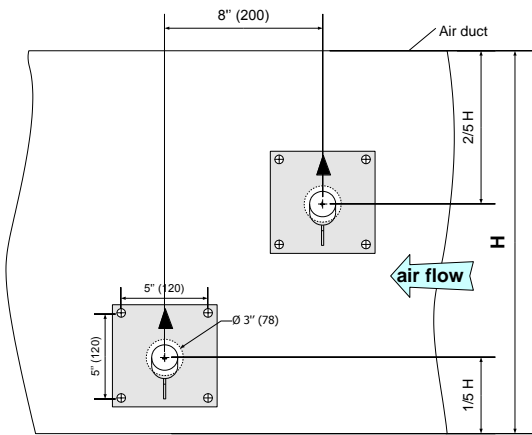 8" (200)
Air duct
2/5 H
H
air flow
5" (120)
Ø 3" (78)
5" (120)
1/5 H